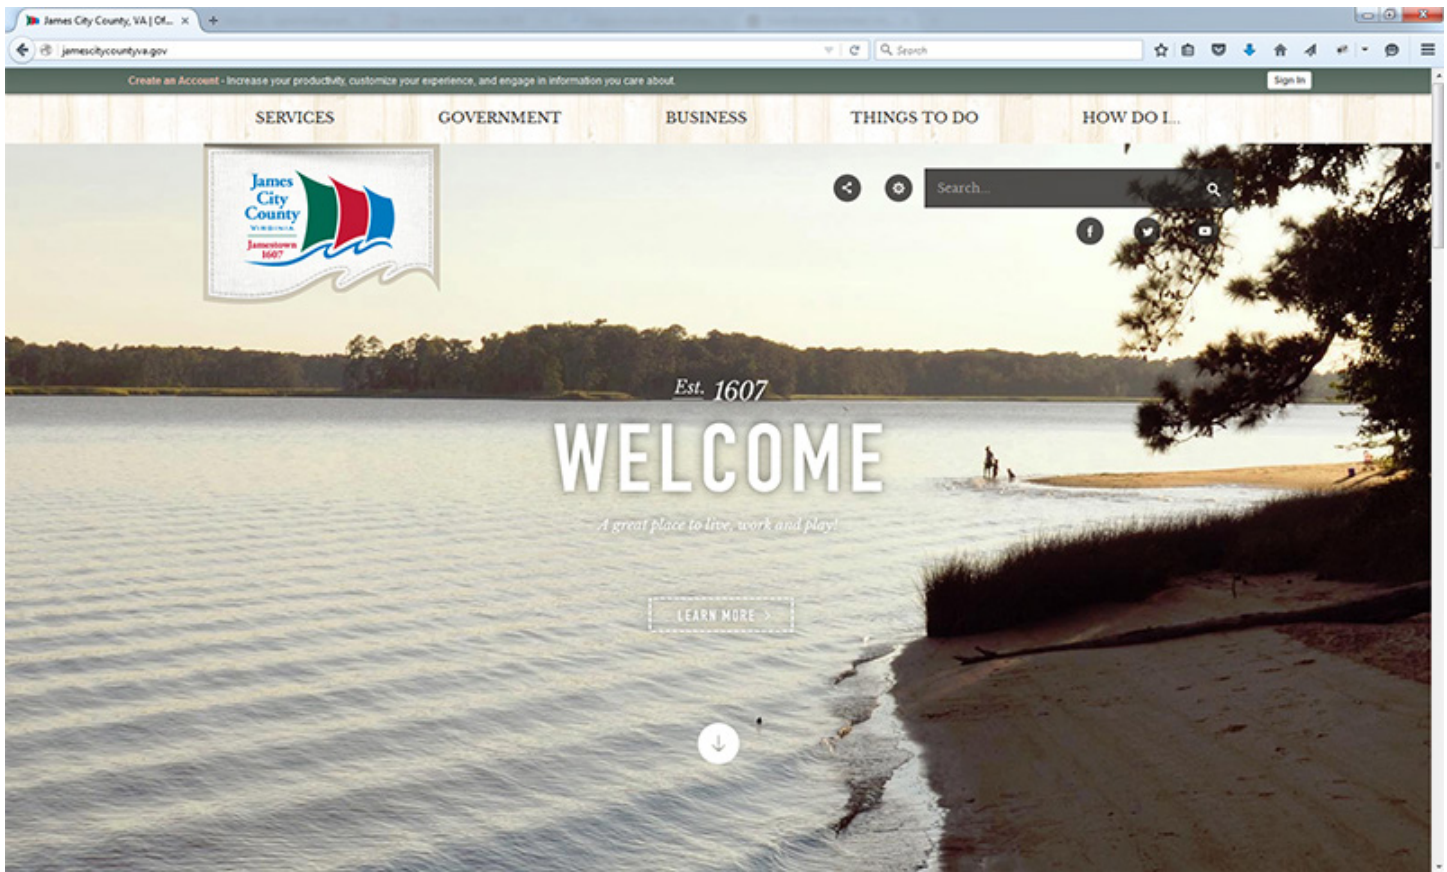 James City County, VA | Of...
jamescitycountyva.gov
Search
Create an Account - Increase your productivity, customize your experience, and engage in information you care about.
Sign In
SERVICES
GOVERNMENT
BUSINESS
THINGS TO DO
HOW DO I...
James
City
County
VIRGINIA
Jamestown
1607
Search...
Est. 1607
WELCOME
A great place to live, work and play!
LEARN MORE >